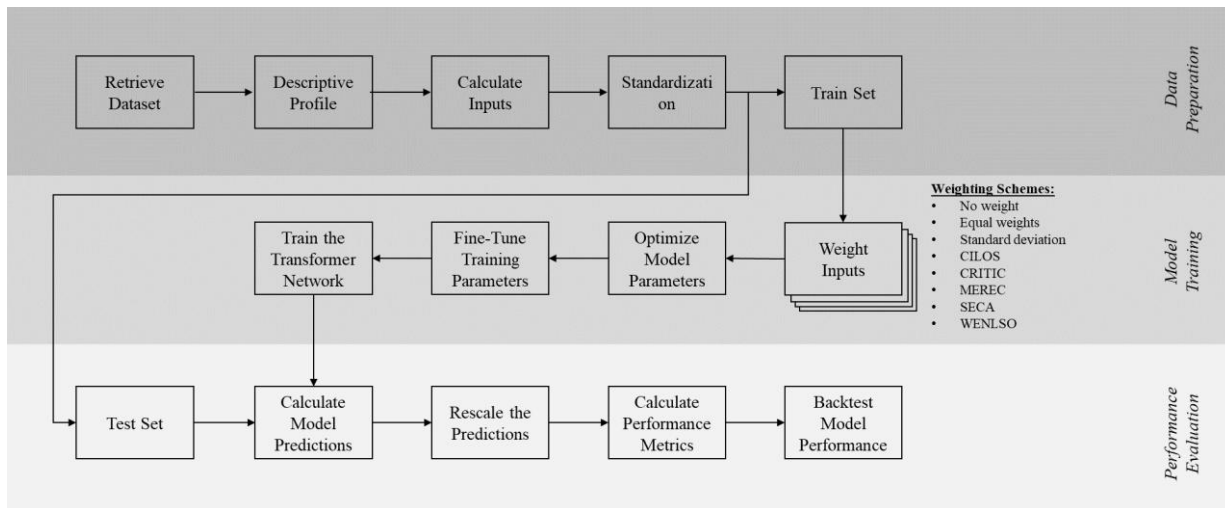 Retrieve
Dataset
Descriptive
Profile
Calculate
Inputs
Standardizati
on
Train Set
Data
Preparation
Weighting Schemes:
• No weight
• Equal weights
• Standard deviation
• CILOS
• CRITIC
• MEREC
• SECA
• WENLSO
Train the
Transformer
Network
Fine-Tune
Training
Parameters
Optimize
Model
Parameters
Weight
Inputs
Model
Training
Test Set
Calculate
Model
Predictions
Rescale the
Predictions
Calculate
Performance
Metrics
Backtest
Model
Performance
Performance
Evaluation